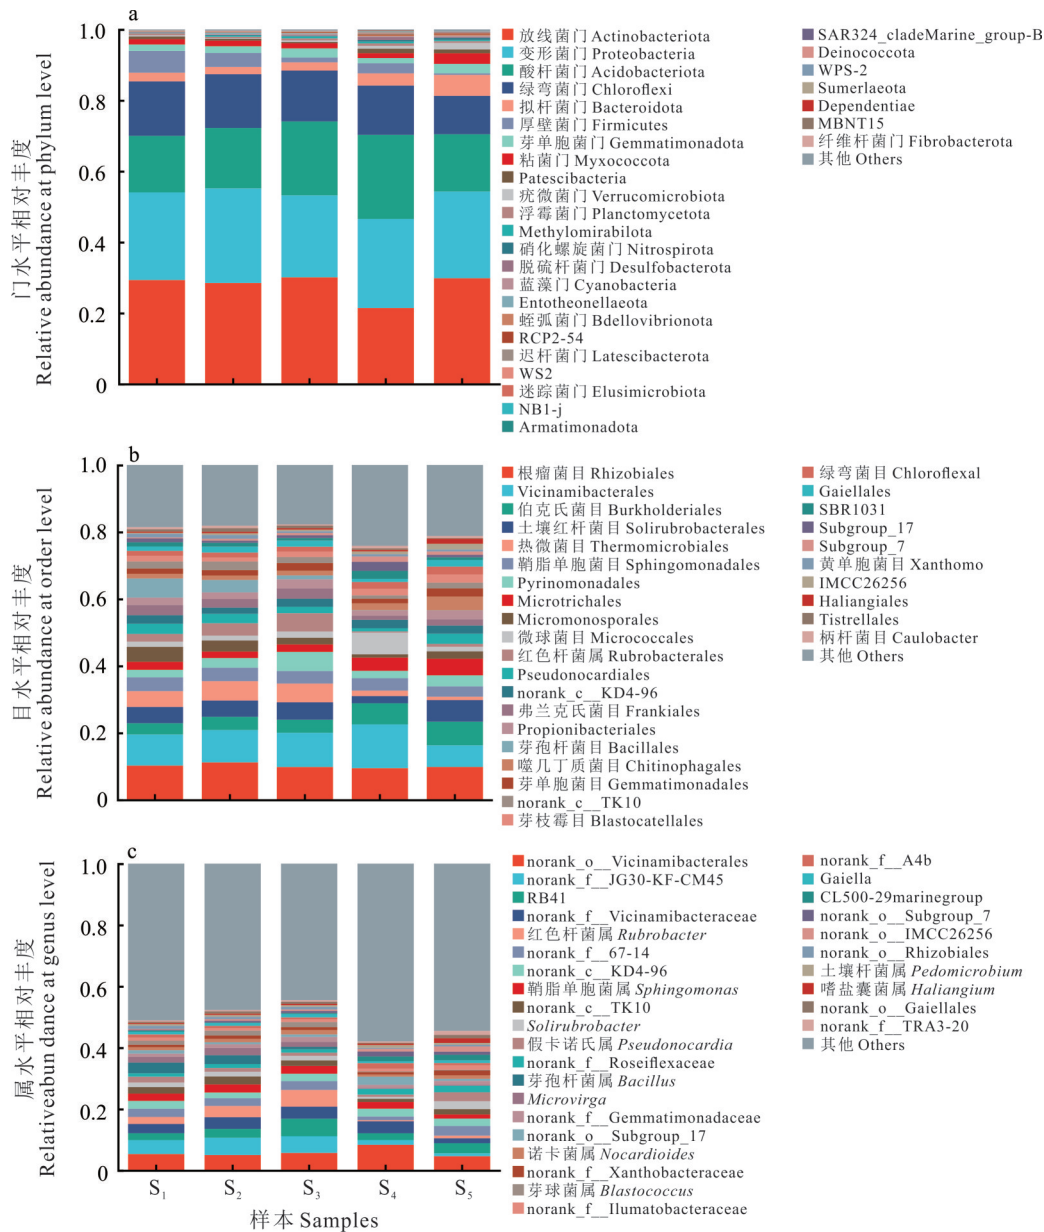 a
门水平相对丰度
Relative abundance at phylum level
1.0
0.8
0.6
0.4
0.2
0
放线菌门 Actinobacteriota
变形菌门 Proteobacteria
酸杆菌门 Acidobacteriota
绿弯菌门 Chloroflexi
拟杆菌门 Bacteroidota
厚壁菌门 Firmicutes
芽单胞菌门 Gemmatimonadota
粘菌门 Myxococcota
Patescibacteria
疣微菌门 Verrucomicrobiota
浮霉菌门 Planctomycetota
Methylomirabilota
硝化螺旋菌门 Nitrospirota
脱硫杆菌门 Desulfobacterota
蓝藻门 Cyanobacteria
Entotheonellaeota
蛭弧菌门 Bdellovibrionota
RCP2-54
迟杆菌门 Latescibacterota
WS2
迷踪菌门 Elusimicrobiota
NB1-j
Armatimonadota
SAR324_cladeMarine_group-B
Deinococcota
WPS-2
Sumerlaeota
Dependentiae
MBNT15
纤维杆菌门 Fibrobacterota
其他 Others
b
目水平相对丰度
Relative abundance at order level
1.0
0.8
0.6
0.4
0.2
0
根瘤菌目 Rhizobiales
Vicinamibacterales
伯克氏菌目 Burkholderiales
土壤红杆菌目 Solirubrobacterales
热微菌目 Thermomicrobiales
鞘脂单胞菌目 Sphingomonadales
Pyrinomonadales
Microtrichales
Micromonosporales
微球菌目 Micrococcales
红色杆菌属 Rubrobacterales
Pseudonocardiales
norank_c__KD4-96
弗兰克氏菌目 Frankiales
Propionibacteriales
芽孢杆菌目 Bacillales
噬几丁质菌目 Chitinophagales
芽单胞菌目 Gemmatimonadales
norank_c__TK10
芽枝霉目 Blastocatellales
绿弯菌目 Chloroflexal
Gaiellales
SBR1031
Subgroup_17
Subgroup_7
黄单胞菌目 Xanthomo
IMCC26256
Haliangiales
Tistrellales
柄杆菌目 Caulobacter
其他 Others
c
属水平相对丰度
Relativeabun dance at genus level
1.0
0.8
0.6
0.4
0.2
0
S1
S2
S3
S4
S5
样本 Samples
norank_o__Vicinamibacterales
norank_f__JG30-KF-CM45
RB41
norank_f__Vicinamibacteraceae
红色杆菌属 Rubrobacter
norank_f__67-14
norank_c__KD4-96
鞘脂单胞菌属 Sphingomonas
norank_c__TK10
Solirubrobacter
假卡诺氏属 Pseudonocardia
norank_f__Roseiflexaceae
芽孢杆菌属 Bacillus
Microvirga
norank_f__Gemmatimonadaceae
norank_o__Subgroup_17
诺卡菌属 Nocardioides
norank_f__Xanthobacteraceae
芽球菌属 Blastococcus
norank_f__Ilumatobacteraceae
norank_f__A4b
Gaiella
CL500-29marinegroup
norank_o__Subgroup_7
norank_o__IMCC26256
norank_o__Rhizobiales
土壤杆菌属 Pedomicrobium
嗜盐囊菌属 Haliangium
norank_o__Gaiellales
norank_f__TRA3-20
其他 Others